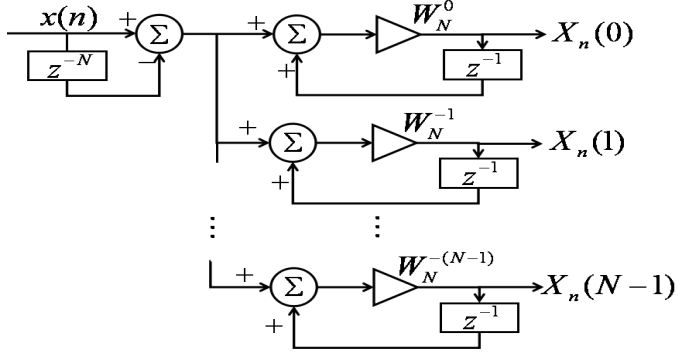 x(n) + Σ + Σ W_N^0 X_n(0)
z^{-N} − + z^{-1}
+ Σ W_N^{-1} X_n(1)
+ z^{-1}
⋮ ⋮
+ Σ W_N^{-(N-1)} X_n(N-1)
+ z^{-1}